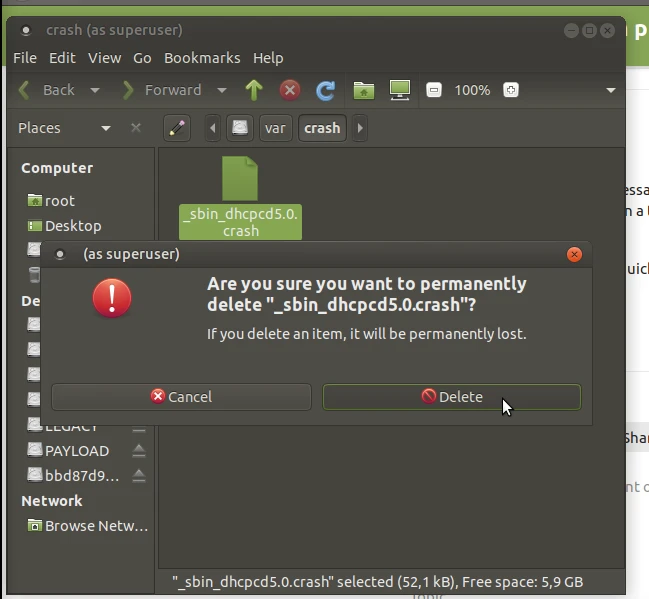 crash (as superuser)
File Edit View Go Bookmarks Help
Back Forward 100%
Places var crash
Computer
root
Desktop
_sbin_dhcpcd5.0.
crash
(as superuser)
Are you sure you want to permanently
delete "_sbin_dhcpcd5.0.crash"?
If you delete an item, it will be permanently lost.
De
Cancel Delete
LEGACY
PAYLOAD
bbd87d9...
Network
Browse Netw...
"_sbin_dhcpcd5.0.crash" selected (52,1 kB), Free space: 5,9 GB